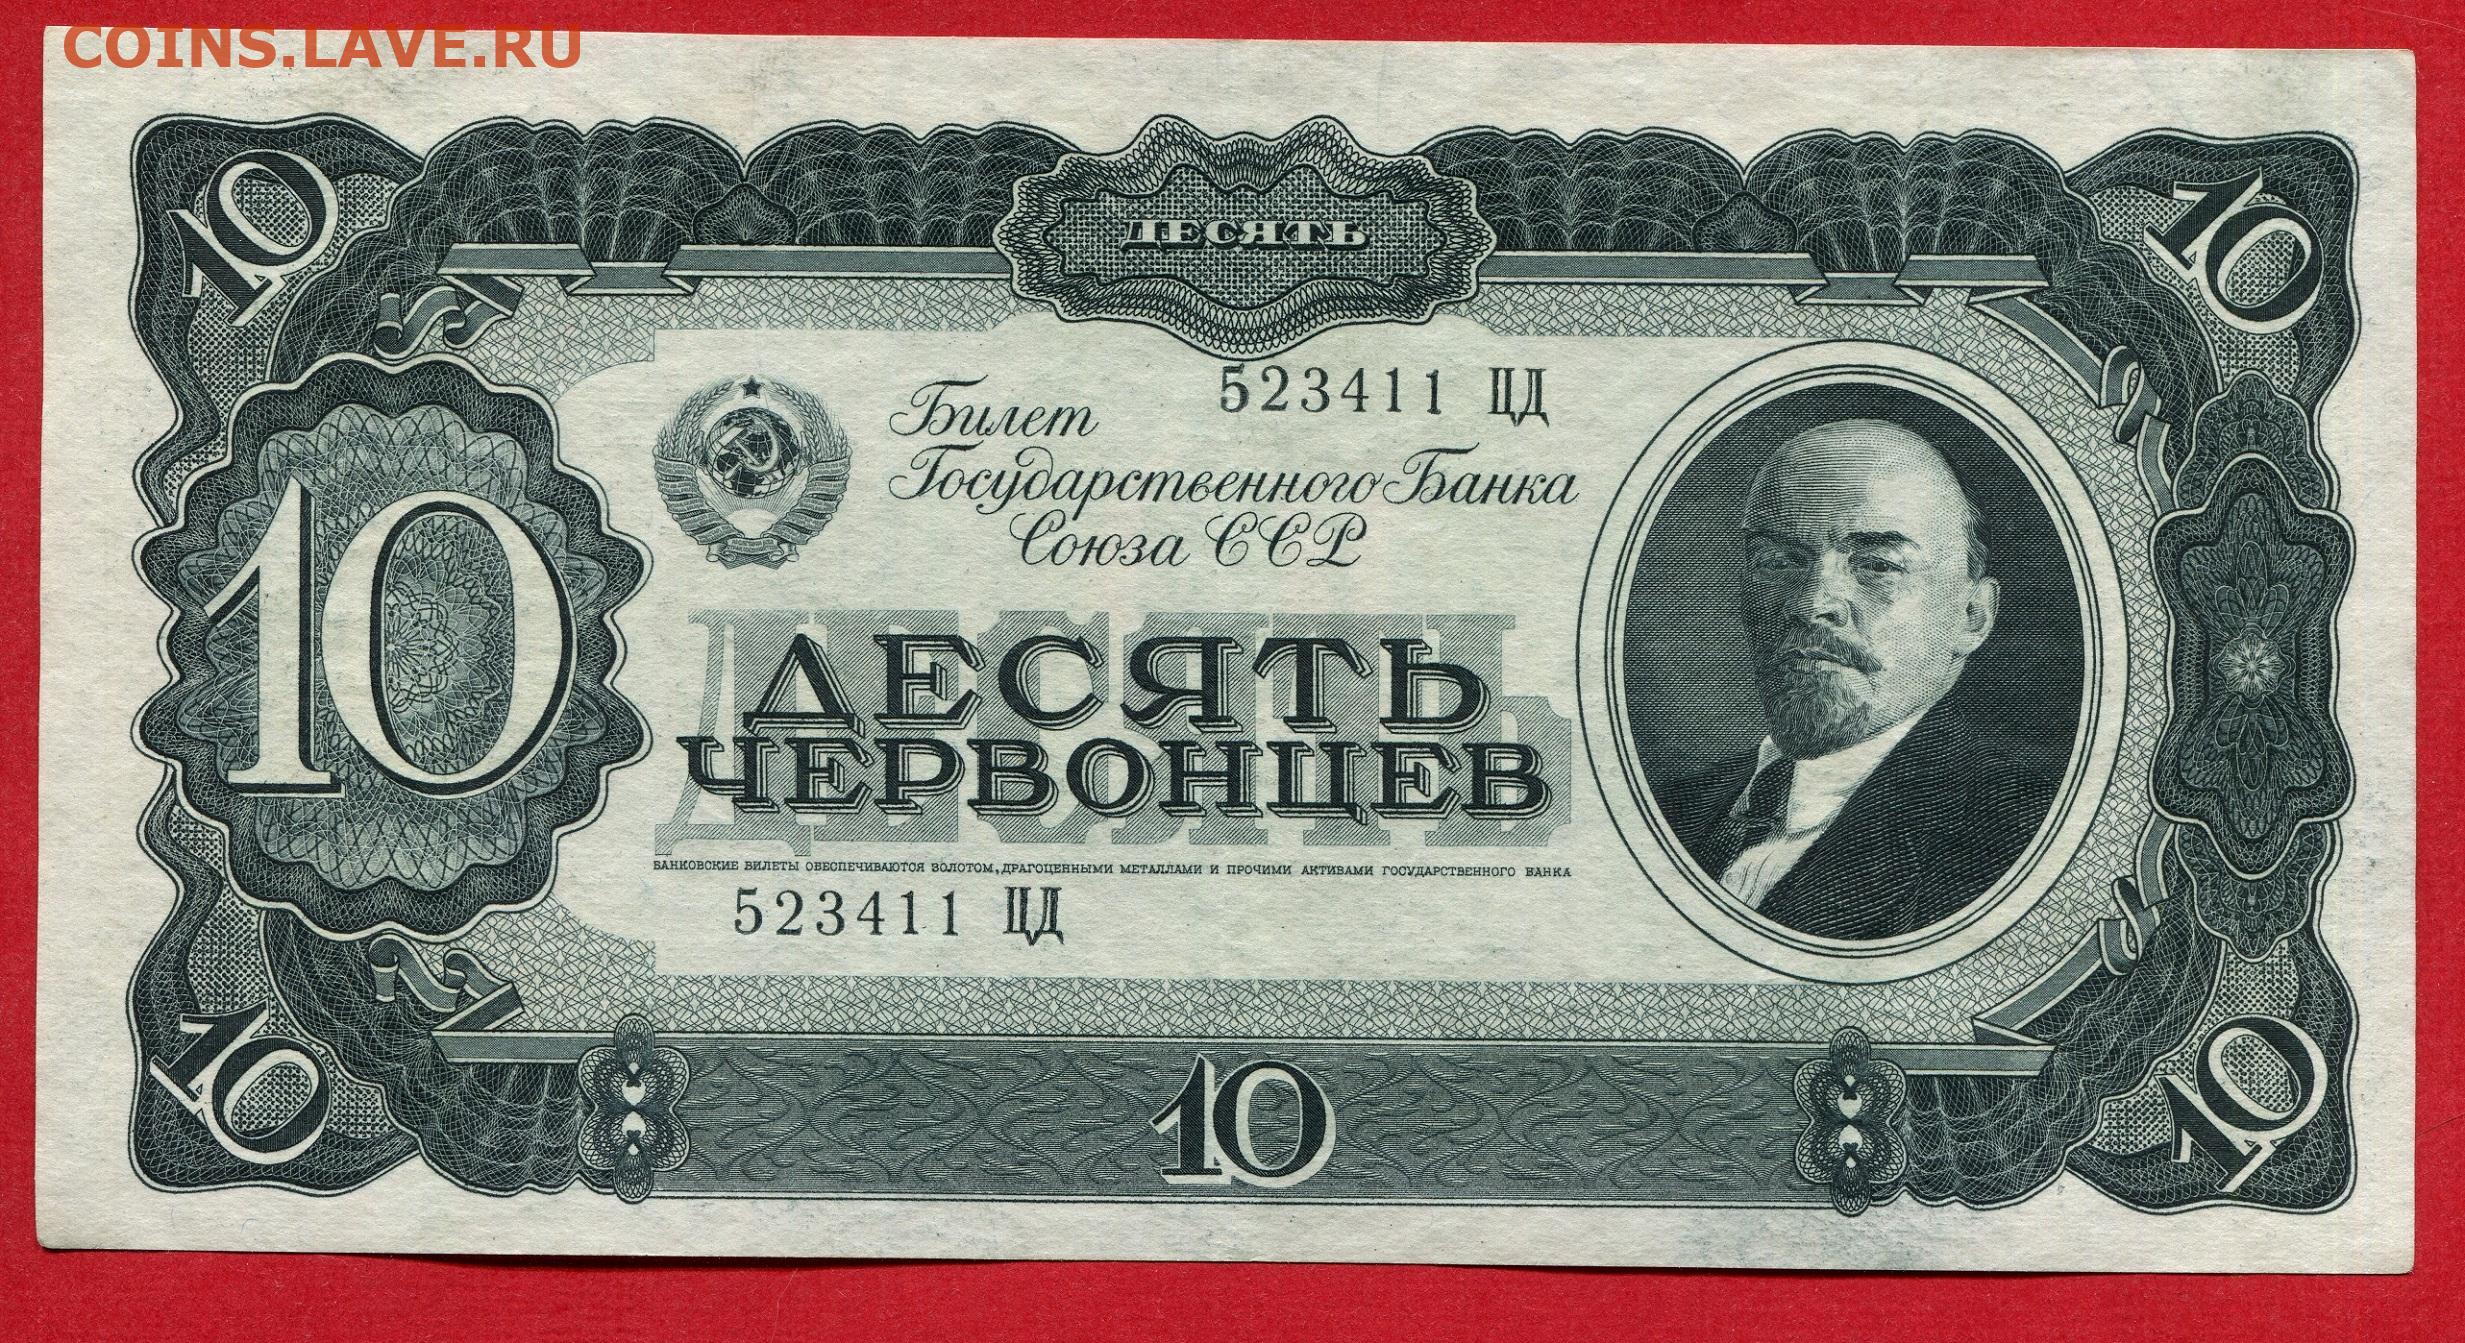 COINS.LAVE.RU
10
ДЕСЯТЬ
10
523411 ЦД
Билет
Государственного Банка
Союза ССР
10
ДЕСЯТЬ
ДЕСЯТЬ
ЧЕРВОНЦЕВ
БАНКОВСКИЕ БИЛЕТЫ ОБЕСПЕЧИВАЮТСЯ ЗОЛОТОМ, ДРАГОЦЕННЫМИ МЕТАЛЛАМИ И ПРОЧИМИ АКТИВАМИ ГОСУДАРСТВЕННОГО БАНКА
523411 ЦД
10
10
10